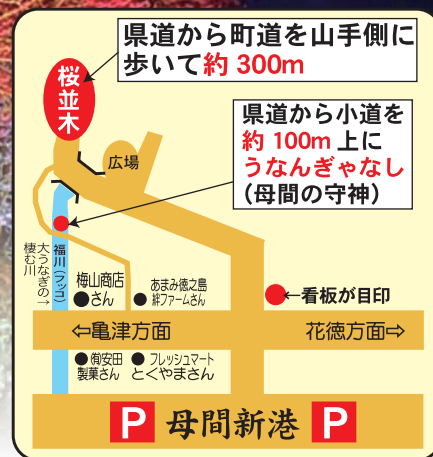 県道から町道を山手側に
歩いて約 300m
桜並木
県道から小道を
約 100m 上に
うなんぎゃなし
(母間の守神)
広場
大うなぎの→
棲む川
福川(フッコ)
梅山商店
●さん
●
あまみ徳之島
絆ファームさん
●←看板が目印
⇦亀津方面
花徳方面⇨
●㈲安田
製菓さん
● フレッシュマート
とくやまさん
P 母間新港 P